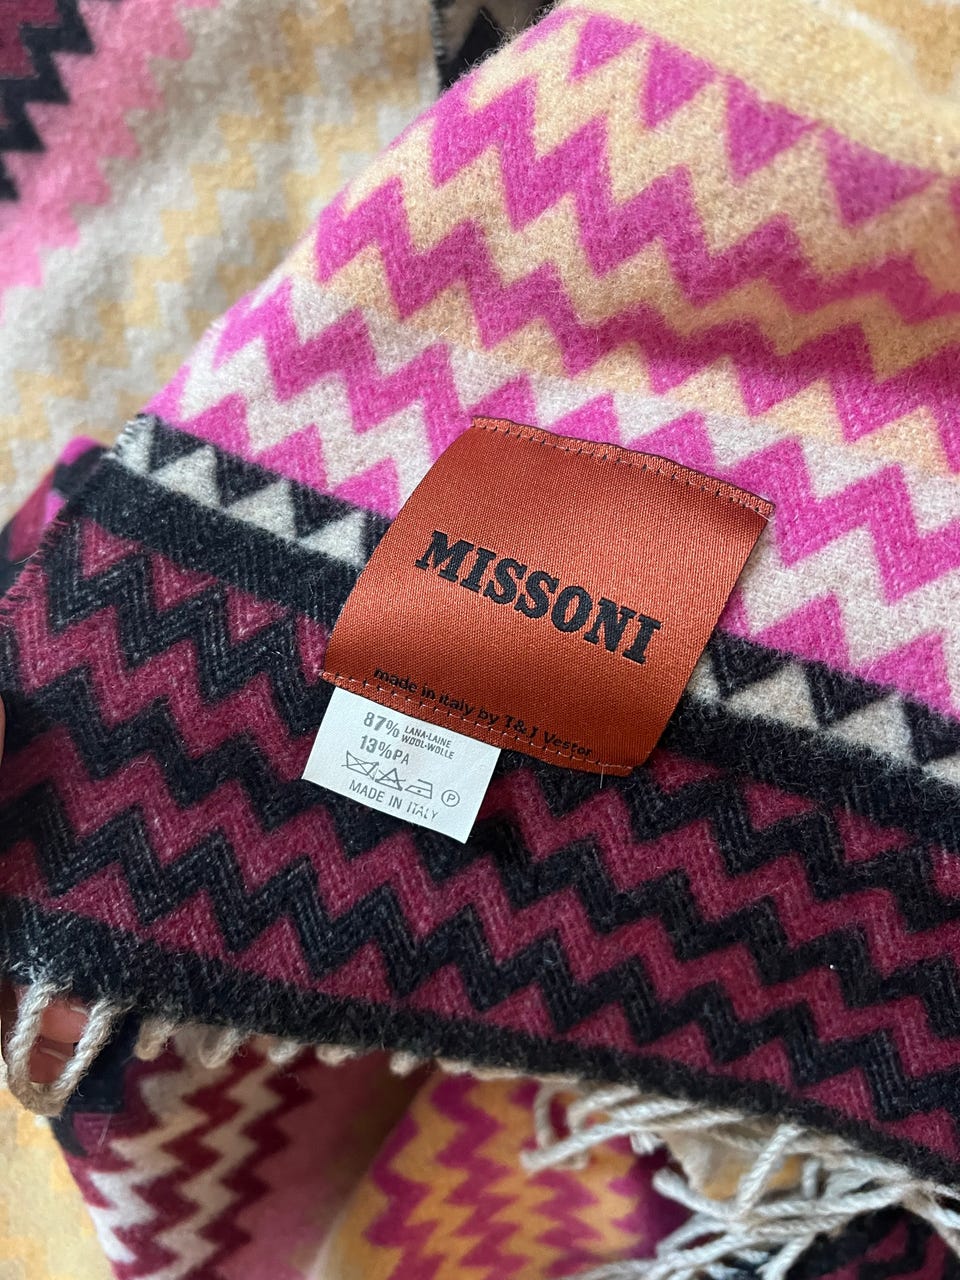 MISSONI
made in italy by T&J Vestor
87% LANA-LAINE
WOOL-WOLLE
13%PA
P
MADE IN ITALY